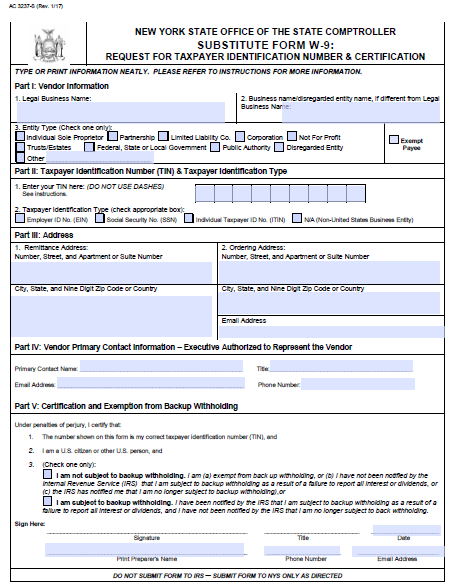 AC 3237-S (Rev. 1/17)
NEW YORK STATE OFFICE OF THE STATE COMPTROLLER
SUBSTITUTE FORM W-9:
REQUEST FOR TAXPAYER IDENTIFICATION NUMBER & CERTIFICATION
TYPE OR PRINT INFORMATION NEATLY. PLEASE REFER TO INSTRUCTIONS FOR MORE INFORMATION.
Part I: Vendor Information
1. Legal Business Name:
2. Business name/disregarded entity name, if different from Legal
Business Name:
3. Entity Type (Check one only):
Individual Sole Proprietor Partnership Limited Liability Co. Corporation Not For Profit
Trusts/Estates Federal, State or Local Government Public Authority Disregarded Entity
Other
Exempt
Payee
Part II: Taxpayer Identification Number (TIN) & Taxpayer Identification Type
1. Enter your TIN here: (DO NOT USE DASHES)
See instructions.
2. Taxpayer Identification Type (check appropriate box):
Employer ID No. (EIN) Social Security No. (SSN) Individual Taxpayer ID No. (ITIN) N/A (Non-United States Business Entity)
Part III: Address
1. Remittance Address:
Number, Street, and Apartment or Suite Number
2. Ordering Address:
Number, Street, and Apartment or Suite Number
City, State, and Nine Digit Zip Code or Country
City, State, and Nine Digit Zip Code or Country
Email Address
Part IV: Vendor Primary Contact Information – Executive Authorized to Represent the Vendor
Primary Contact Name: Title:
Email Address: Phone Number:
Part V: Certification and Exemption from Backup Withholding
Under penalties of perjury, I certify that:
1. The number shown on this form is my correct taxpayer identification number (TIN), and
2. I am a U.S. citizen or other U.S. person, and
3. (Check one only):
I am not subject to backup withholding. I am (a) exempt from back up withholding, or (b) I have not been notified by the
Internal Revenue Service (IRS) that I am subject to backup withholding as a result of a failure to report all interest or dividends, or
(c) the IRS has notified me that I am no longer subject to backup withholding),or
I am subject to backup withholding. I have been notified by the IRS that I am subject to backup withholding as a result of a
failure to report all interest or dividends, and I have not been notified by the IRS that I am no longer subject to back withholding.
Sign Here:
Signature Title Date
Print Preparer's Name Phone Number Email Address
DO NOT SUBMIT FORM TO IRS — SUBMIT FORM TO NYS ONLY AS DIRECTED